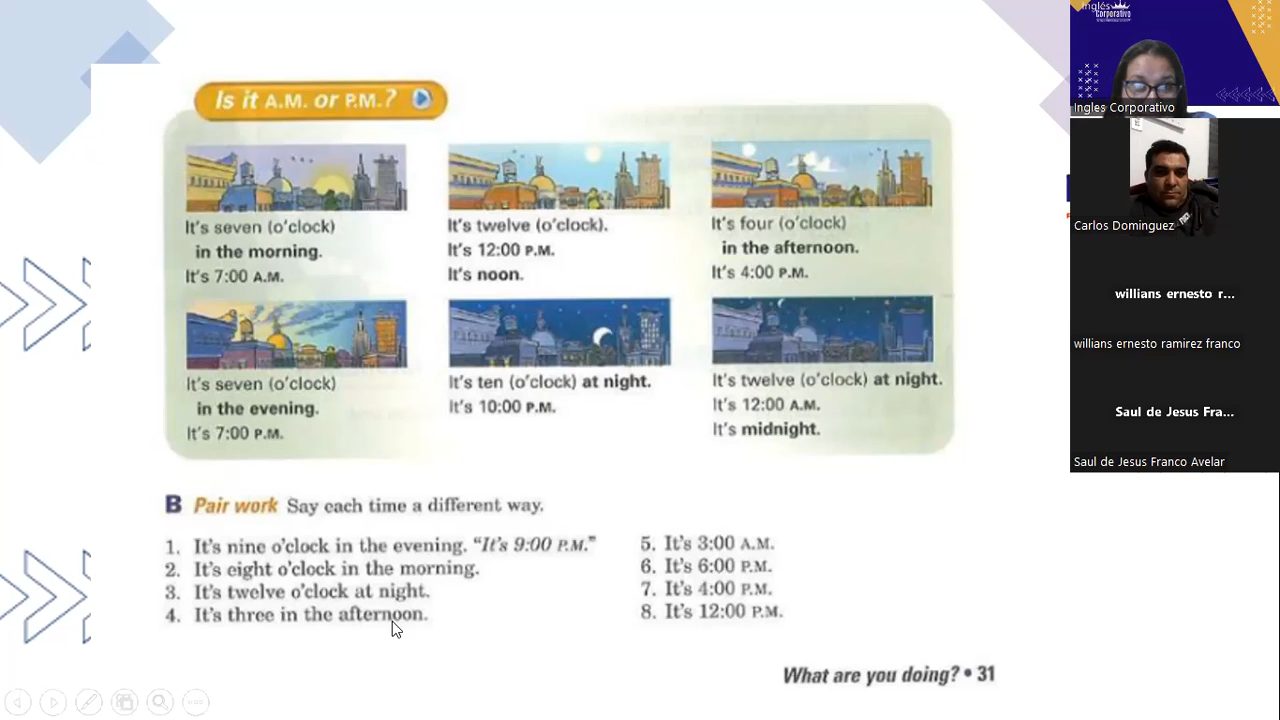 Is it A.M. or P.M.?
It's seven (o'clock)
in the morning.
It's 7:00 A.M.
It's twelve (o'clock).
It's 12:00 P.M.
It's noon.
It's four (o'clock)
in the afternoon.
It's 4:00 P.M.
It's seven (o'clock)
in the evening.
It's 7:00 P.M.
It's ten (o'clock) at night.
It's 10:00 P.M.
It's twelve (o'clock) at night.
It's 12:00 A.M.
It's midnight.
B Pair work Say each time a different way.
1. It's nine o'clock in the evening. “It's 9:00 P.M.”
2. It's eight o'clock in the morning.
3. It's twelve o'clock at night.
4. It's three in the afternoon.
5. It's 3:00 A.M.
6. It's 6:00 P.M.
7. It's 4:00 P.M.
8. It's 12:00 P.M.
What are you doing? • 31
Inglés
corporativo
Ingles Corporativo
Carlos Dominguez
willians ernesto r...
willians ernesto ramirez franco
Saul de Jesus Fra...
Saul de Jesus Franco Avelar